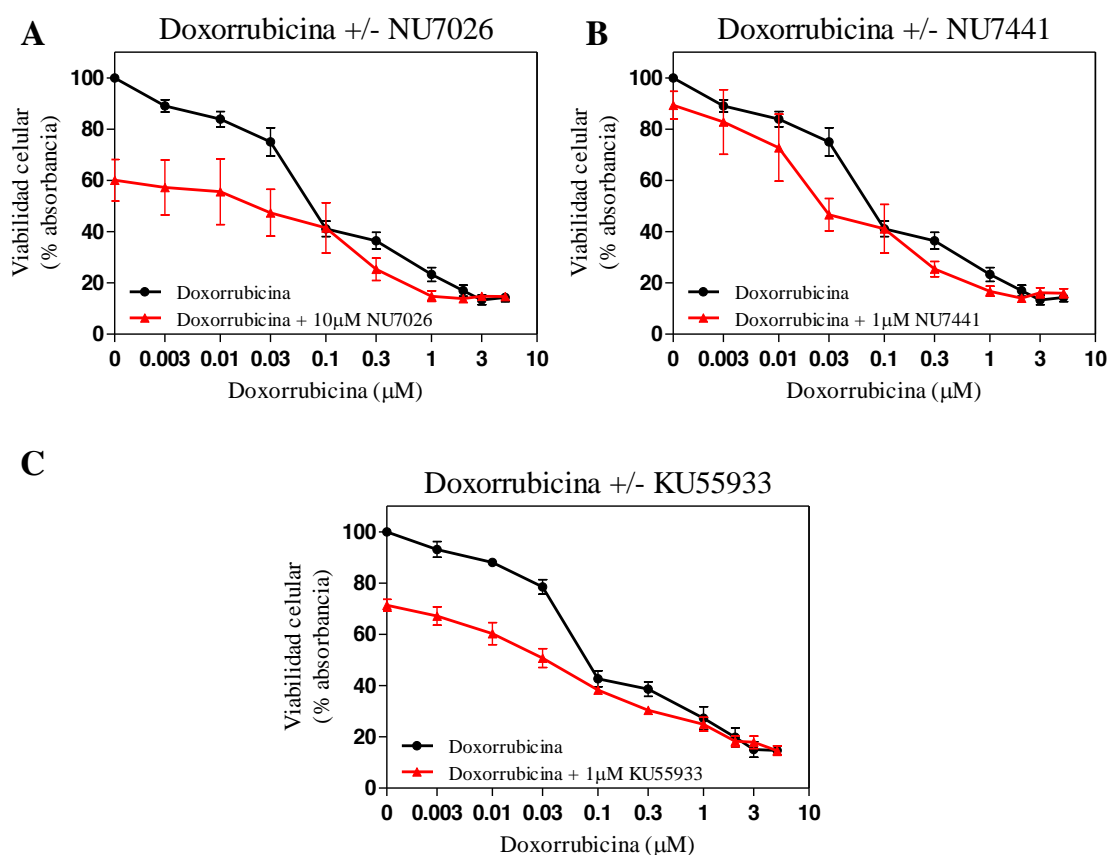 A
Doxorrubicina +/- NU7026
Viabilidad celular
(% absorbancia)
100
80
60
40
20
0
Doxorrubicina
Doxorrubicina + 10μM NU7026
0 0.003 0.01 0.03 0.1 0.3 1 3 10
Doxorrubicina (μM)
B
Doxorrubicina +/- NU7441
Viabilidad celular
(% absorbancia)
100
80
60
40
20
0
Doxorrubicina
Doxorrubicina + 1μM NU7441
0 0.003 0.01 0.03 0.1 0.3 1 3 10
Doxorrubicina (μM)
C
Doxorrubicina +/- KU55933
Viabilidad celular
(% absorbancia)
100
80
60
40
20
0
Doxorrubicina
Doxorrubicina + 1μM KU55933
0 0.003 0.01 0.03 0.1 0.3 1 3 10
Doxorrubicina (μM)